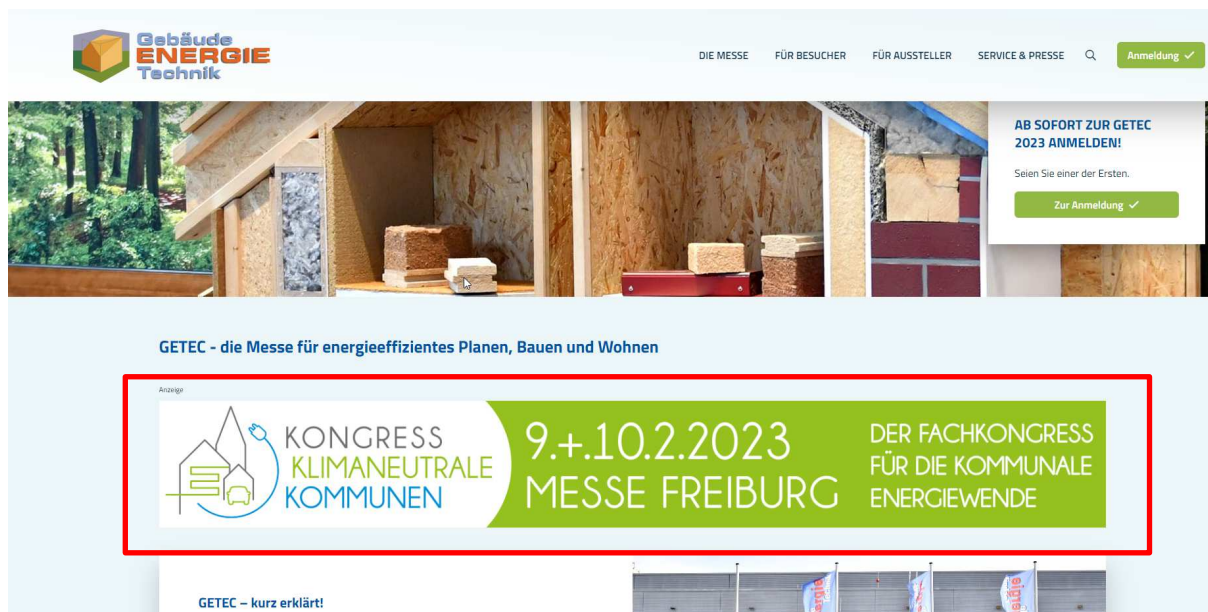 Gebäude
ENERGIE
Technik
DIE MESSE FÜR BESUCHER FÜR AUSSTELLER SERVICE & PRESSE Anmeldung
AB SOFORT ZUR GETEC
2023 ANMELDEN!
Seien Sie einer der Ersten.
Zur Anmeldung
GETEC - die Messe für energieeffizientes Planen, Bauen und Wohnen
Anzeige
KONGRESS
KLIMANEUTRALE
KOMMUNEN
9.+.10.2.2023
MESSE FREIBURG
DER FACHKONGRESS
FÜR DIE KOMMUNALE
ENERGIEWENDE
GETEC – kurz erklärt!